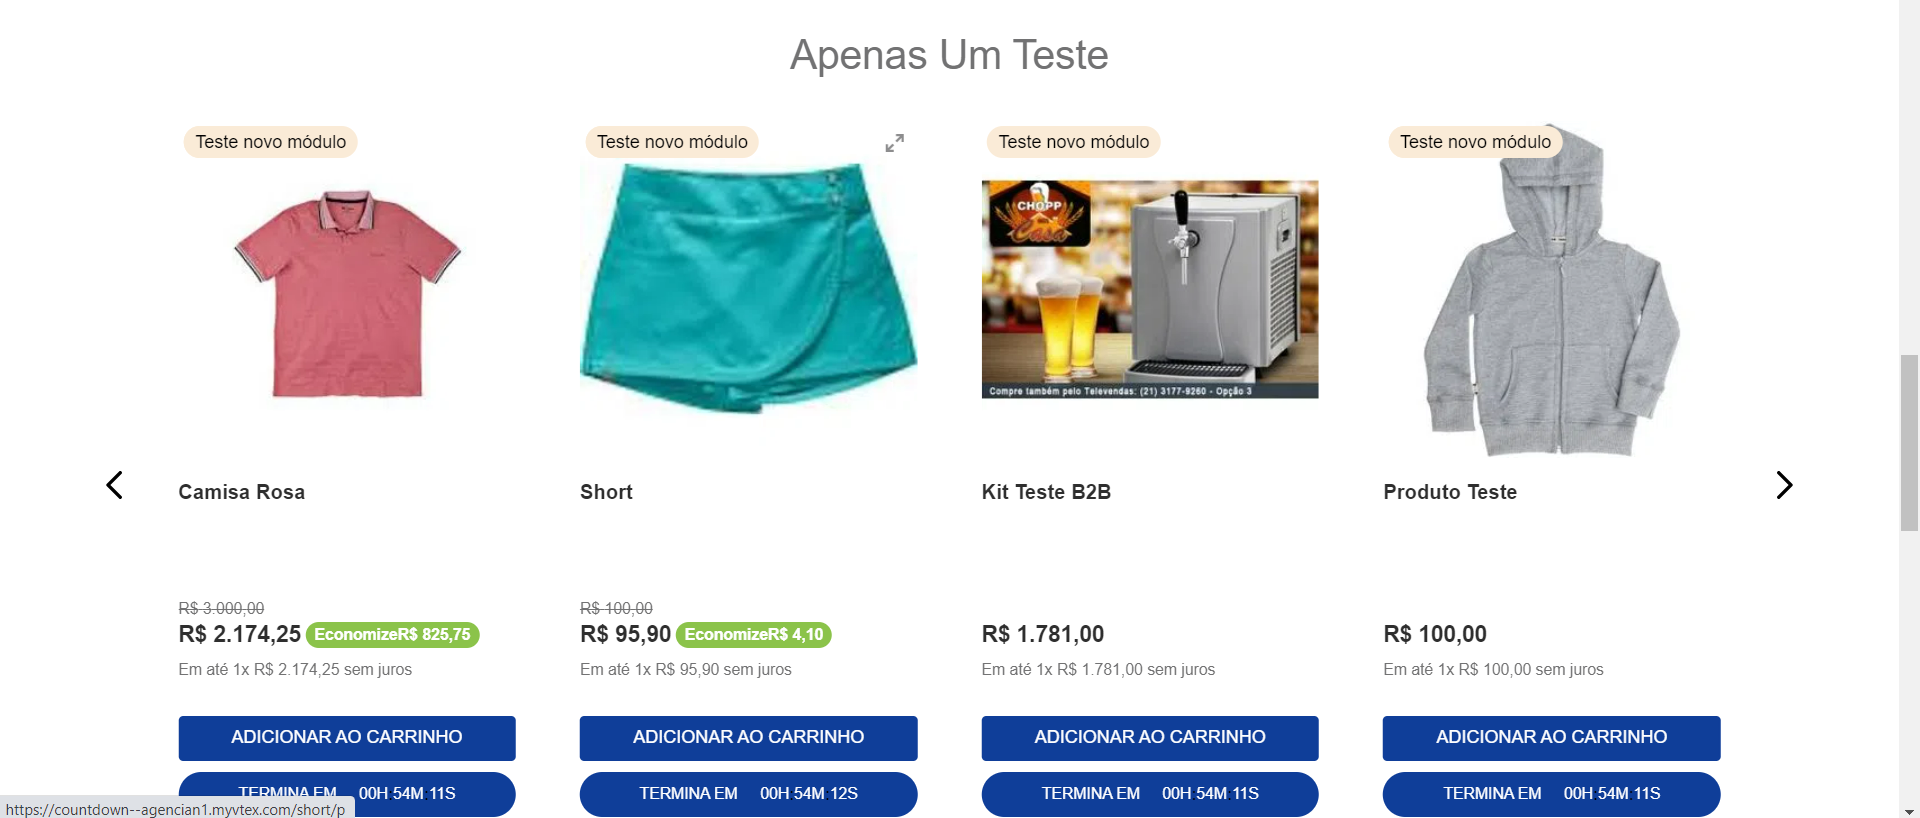 Apenas Um Teste
Teste novo módulo
Teste novo módulo
Teste novo módulo
Teste novo módulo
CHOPP
Casa
Compre também pelo Televendas: (21) 3177-9260 - Opção 3
Camisa Rosa
Short
Kit Teste B2B
Produto Teste
R$ 3.000,00
R$ 2.174,25 EconomizeR$ 825,75
Em até 1x R$ 2.174,25 sem juros
R$ 100,00
R$ 95,90 EconomizeR$ 4,10
Em até 1x R$ 95,90 sem juros
R$ 1.781,00
Em até 1x R$ 1.781,00 sem juros
R$ 100,00
Em até 1x R$ 100,00 sem juros
ADICIONAR AO CARRINHO
ADICIONAR AO CARRINHO
ADICIONAR AO CARRINHO
ADICIONAR AO CARRINHO
TERMINA EM 00H 54M 11S
TERMINA EM 00H 54M 12S
TERMINA EM 00H 54M 11S
TERMINA EM 00H 54M 11S
https://countdown--agencian1.myvtex.com/short/p